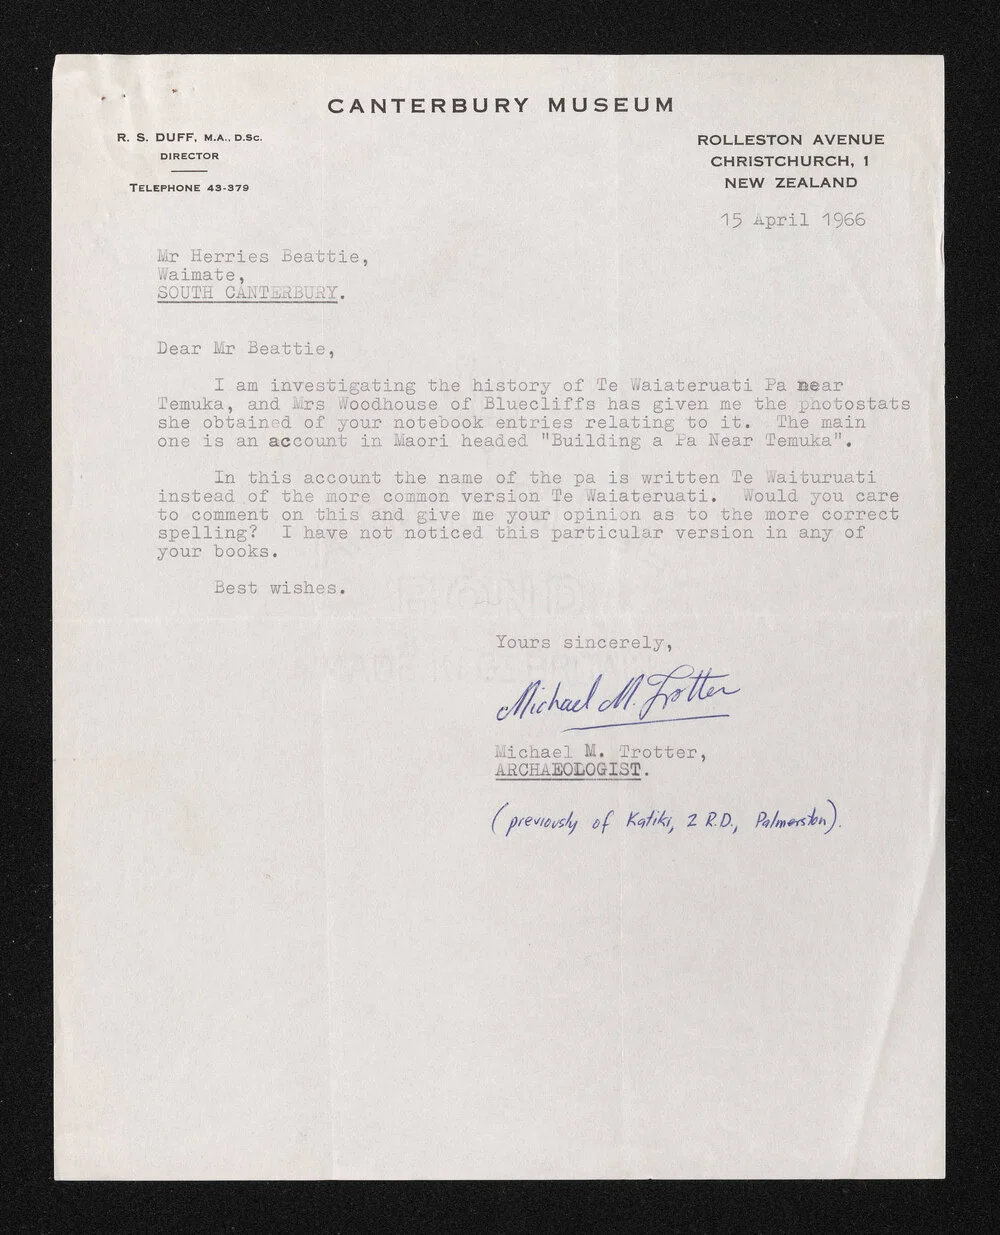 CANTERBURY MUSEUM
R. S. DUFF, M.A., D.Sc.
DIRECTOR
TELEPHONE 43-379
ROLLESTON AVENUE
CHRISTCHURCH, 1
NEW ZEALAND
15 April 1966
Mr Herries Beattie,
Waimate,
SOUTH CANTERBURY.
Dear Mr Beattie,
I am investigating the history of Te Waiateruati Pa near
Temuka, and Mrs Woodhouse of Bluecliffs has given me the photostats
she obtained of your notebook entries relating to it. The main
one is an account in Maori headed "Building a Pa Near Temuka".
In this account the name of the pa is written Te Waituruati
instead of the more common version Te Waiateruati. Would you care
to comment on this and give me your opinion as to the more correct
spelling? I have not noticed this particular version in any of
your books.
Best wishes.
Yours sincerely,
Michael M. Trotter
Michael M. Trotter,
ARCHAEOLOGIST.
(previously of Katiki, 2 R.D., Palmerston).